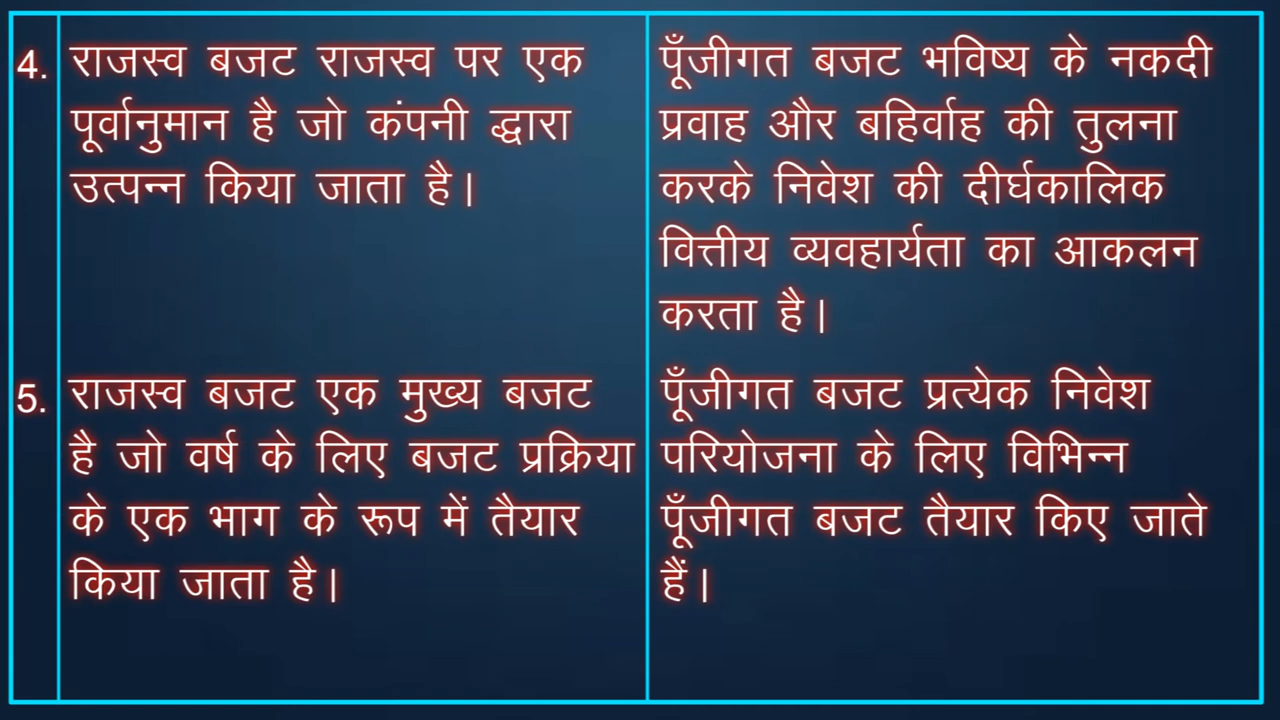 4. राजस्व बजट राजस्व पर एक
पूर्वानुमान है जो कंपनी द्धारा
उत्पन्न किया जाता है।
पूँजीगत बजट भविष्य के नकदी
प्रवाह और बहिर्वाह की तुलना
करके निवेश की दीर्घकालिक
वित्तीय व्यवहार्यता का आकलन
करता है।
5. राजस्व बजट एक मुख्य बजट
है जो वर्ष के लिए बजट प्रक्रिया
के एक भाग के रूप में तैयार
किया जाता है।
पूँजीगत बजट प्रत्येक निवेश
परियोजना के लिए विभिन्न
पूँजीगत बजट तैयार किए जाते
हैं।